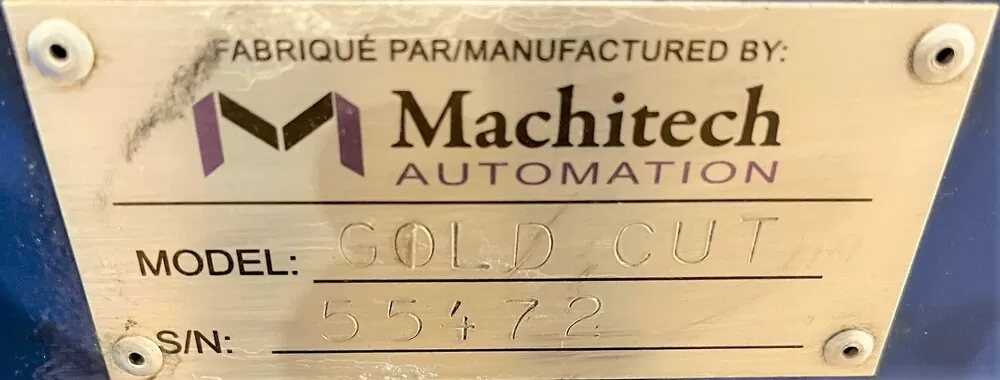 FABRIQUÉ PAR/MANUFACTURED BY:
Machitech
AUTOMATION
MODEL: GOLD CUT
S/N: 55472